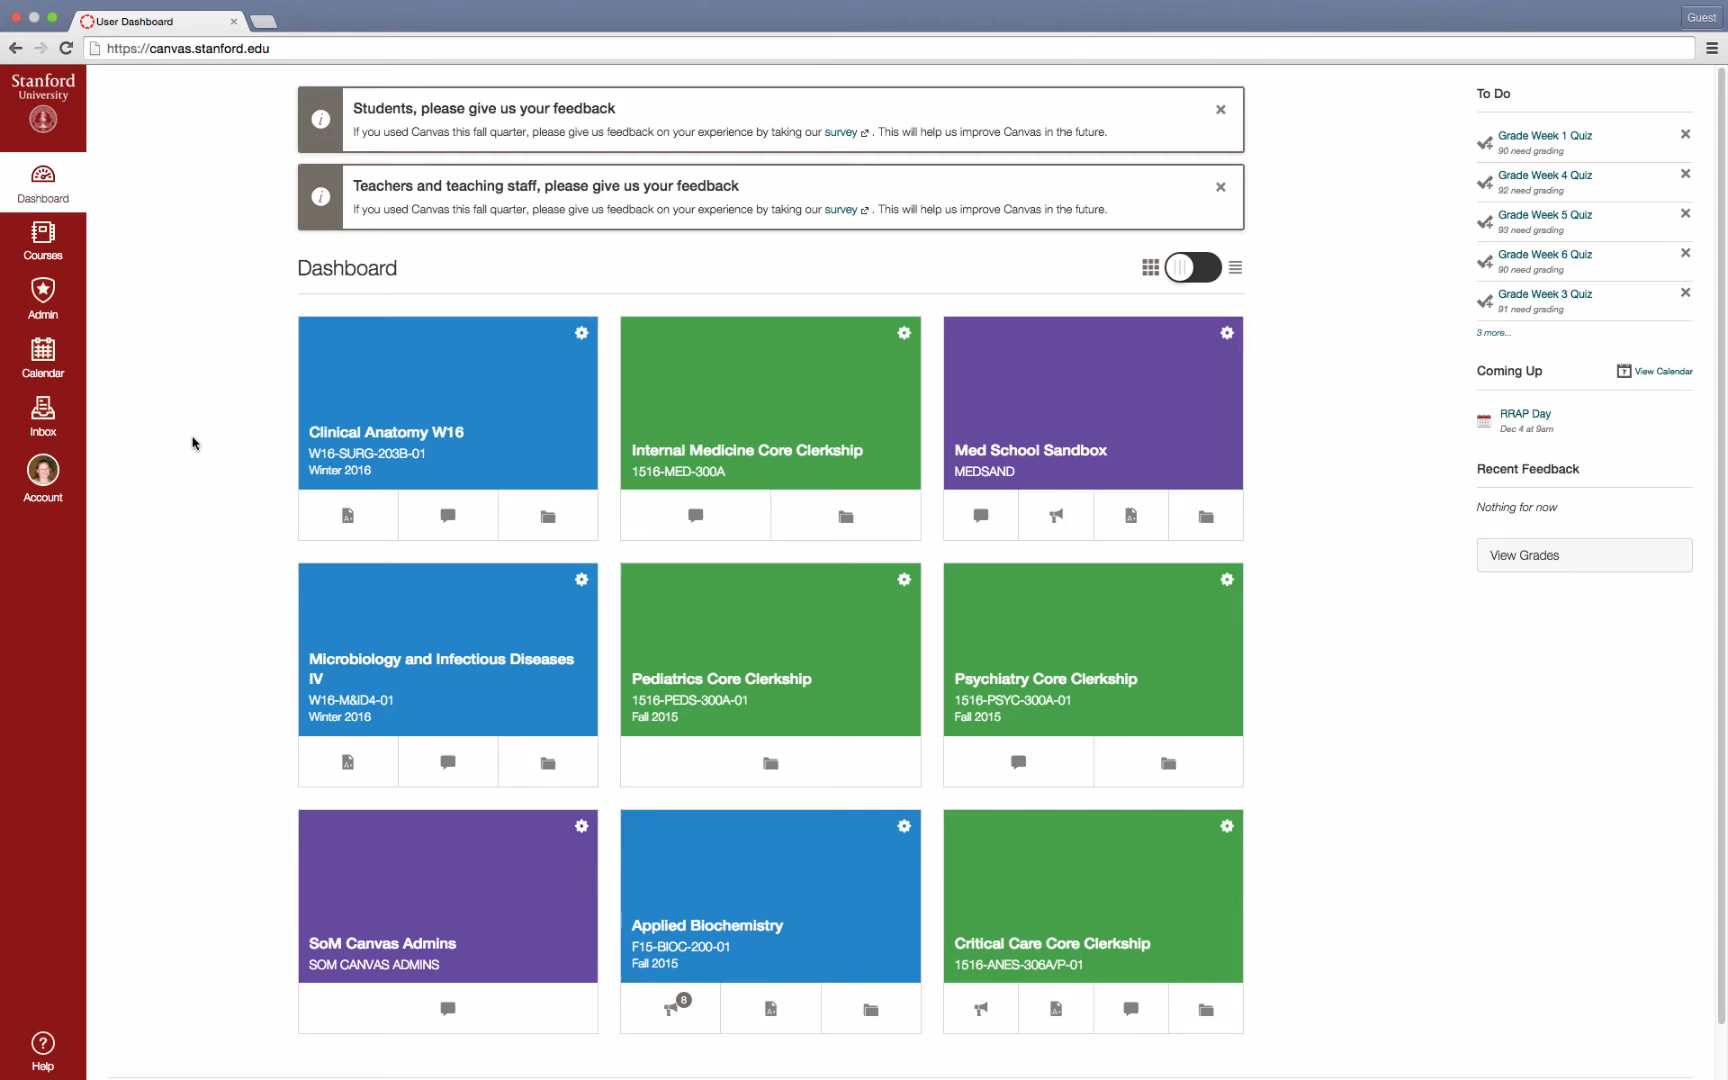 User Dashboard
Guest
https://canvas.stanford.edu
Stanford
University
Dashboard
Courses
Admin
Calendar
Inbox
Account
Help
Students, please give us your feedback
If you used Canvas this fall quarter, please give us feedback on your experience by taking our survey . This will help us improve Canvas in the future.
Teachers and teaching staff, please give us your feedback
If you used Canvas this fall quarter, please give us feedback on your experience by taking our survey . This will help us improve Canvas in the future.
Dashboard
Clinical Anatomy W16
W16-SURG-203B-01
Winter 2016
Internal Medicine Core Clerkship
1516-MED-300A
Med School Sandbox
MEDSAND
Microbiology and Infectious Diseases
IV
W16-M&ID4-01
Winter 2016
Pediatrics Core Clerkship
1516-PEDS-300A-01
Fall 2015
Psychiatry Core Clerkship
1516-PSYC-300A-01
Fall 2015
SoM Canvas Admins
SOM CANVAS ADMINS
Applied Biochemistry
F15-BIOC-200-01
Fall 2015
8
Critical Care Core Clerkship
1516-ANES-306A/P-01
To Do
Grade Week 1 Quiz
90 need grading
Grade Week 4 Quiz
92 need grading
Grade Week 5 Quiz
93 need grading
Grade Week 6 Quiz
90 need grading
Grade Week 3 Quiz
91 need grading
3 more...
Coming Up
View Calendar
RRAP Day
Dec 4 at 9am
Recent Feedback
Nothing for now
View Grades